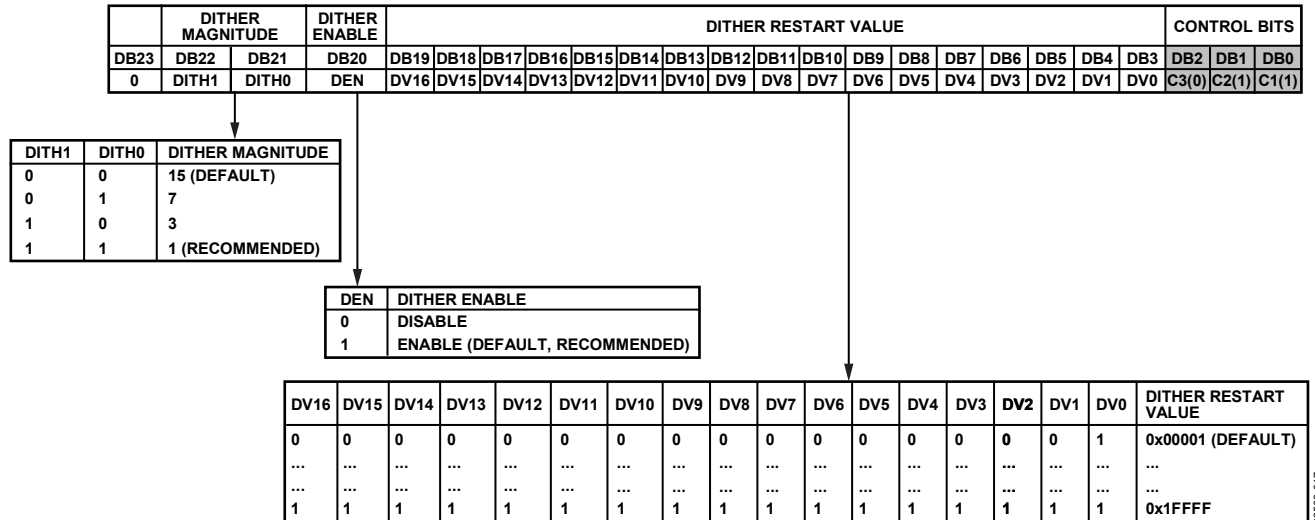 DITHER MAGNITUDE DITHER ENABLE DITHER RESTART VALUE CONTROL BITS
DB23 DB22 DB21 DB20 DB19 DB18 DB17 DB16 DB15 DB14 DB13 DB12 DB11 DB10 DB9 DB8 DB7 DB6 DB5 DB4 DB3 DB2 DB1 DB0
0 DITH1 DITH0 DEN DV16 DV15 DV14 DV13 DV12 DV11 DV10 DV9 DV8 DV7 DV6 DV5 DV4 DV3 DV2 DV1 DV0 C3(0) C2(1) C1(1)
DITH1 DITH0 DITHER MAGNITUDE
0 0 15 (DEFAULT)
0 1 7
1 0 3
1 1 1 (RECOMMENDED)
DEN DITHER ENABLE
0 DISABLE
1 ENABLE (DEFAULT, RECOMMENDED)
DV16 DV15 DV14 DV13 DV12 DV11 DV10 DV9 DV8 DV7 DV6 DV5 DV4 DV3 DV2 DV1 DV0 DITHER RESTART VALUE
0 0 0 0 0 0 0 0 0 0 0 0 0 0 0 0 1 0x00001 (DEFAULT)
... ... ... ... ... ... ... ... ... ... ... ... ... ... ... ... ... ...
... ... ... ... ... ... ... ... ... ... ... ... ... ... ... ... ... ...
1 1 1 1 1 1 1 1 1 1 1 1 1 1 1 1 1 0x1FFFF